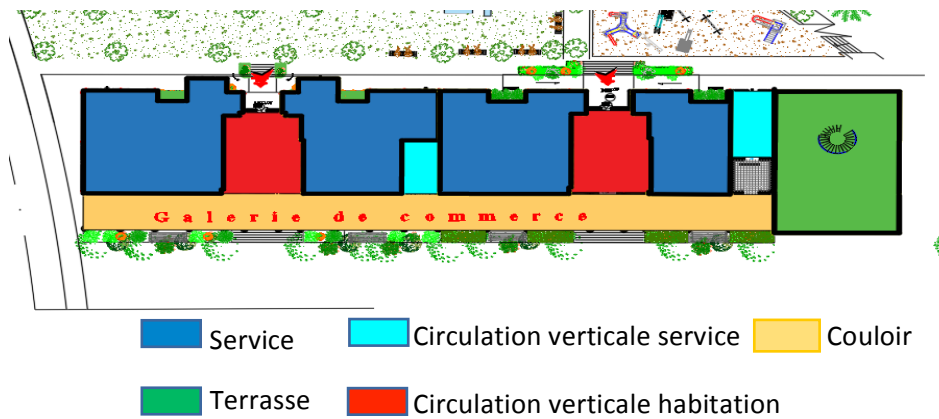 Galerie de commerce
Service
Circulation verticale service
Couloir
Terrasse
Circulation verticale habitation